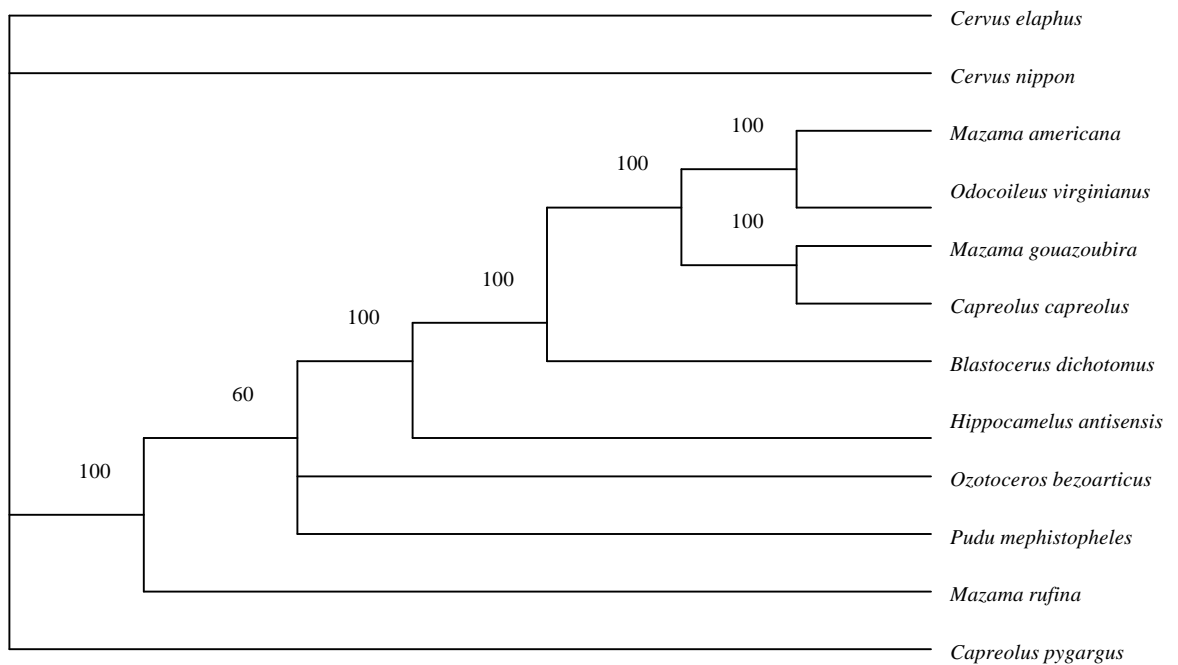 Cervus elaphus
Cervus nippon
100
Mazama americana
100
Odocoileus virginianus
100
Mazama gouazoubira
100
Capreolus capreolus
100
Blastocerus dichotomus
60
Hippocamelus antisensis
100
Ozotoceros bezoarticus
Pudu mephistopheles
Mazama rufina
Capreolus pygargus